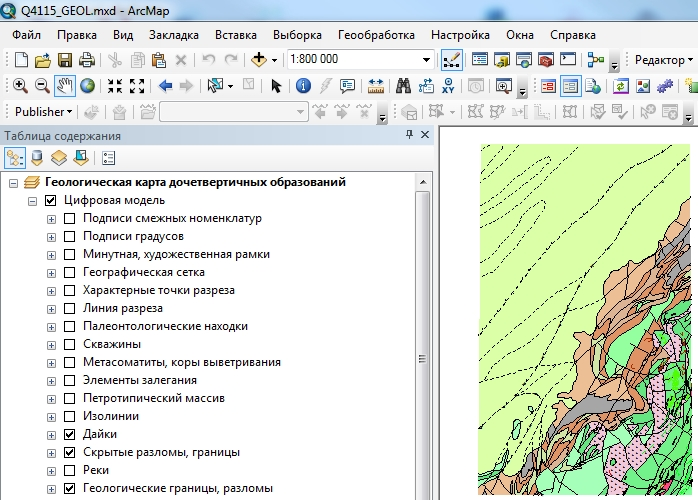 Q4115_GEOL.mxd - ArcMap
Файл Правка Вид Закладка Вставка Выборка Геообработка Настройка Окна Справка
1:800 000 Редактор
Publisher
Таблица содержания
Геологическая карта дочетвертичных образований
Цифровая модель
Подписи смежных номенклатур
Подписи градусов
Минутная, художественная рамки
Географическая сетка
Характерные точки разреза
Линия разреза
Палеонтологические находки
Скважины
Метасоматиты, коры выветривания
Элементы залегания
Петротипический массив
Изолинии
Дайки
Скрытые разломы, границы
Реки
Геологические границы, разломы